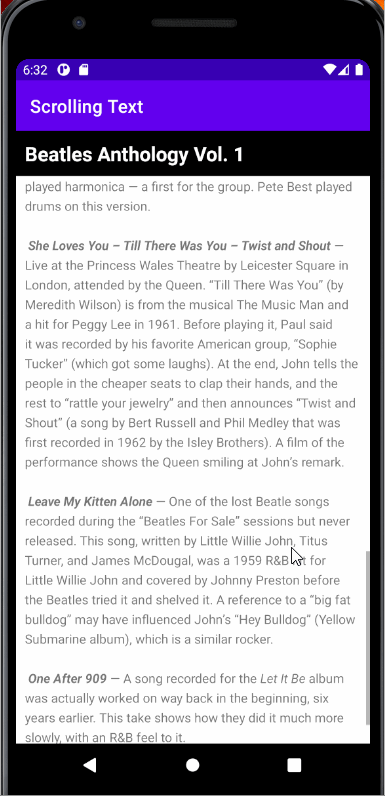 6:32
Scrolling Text
Beatles Anthology Vol. 1
played harmonica — a first for the group. Pete Best played
drums on this version.
She Loves You – Till There Was You – Twist and Shout —
Live at the Princess Wales Theatre by Leicester Square in
London, attended by the Queen. “Till There Was You” (by
Meredith Wilson) is from the musical The Music Man and
a hit for Peggy Lee in 1961. Before playing it, Paul said
it was recorded by his favorite American group, “Sophie
Tucker” (which got some laughs). At the end, John tells the
people in the cheaper seats to clap their hands, and the
rest to “rattle your jewelry” and then announces “Twist and
Shout” (a song by Bert Russell and Phil Medley that was
first recorded in 1962 by the Isley Brothers). A film of the
performance shows the Queen smiling at John’s remark.
Leave My Kitten Alone — One of the lost Beatle songs
recorded during the “Beatles For Sale” sessions but never
released. This song, written by Little Willie John, Titus
Turner, and James McDougal, was a 1959 R&B for
Little Willie John and covered by Johnny Preston before
the Beatles tried it and shelved it. A reference to a “big fat
bulldog” may have influenced John’s “Hey Bulldog” (Yellow
Submarine album), which is a similar rocker.
One After 909 — A song recorded for the Let It Be album
was actually worked on way back in the beginning, six
years earlier. This take shows how they did it much more
slowly, with an R&B feel to it.